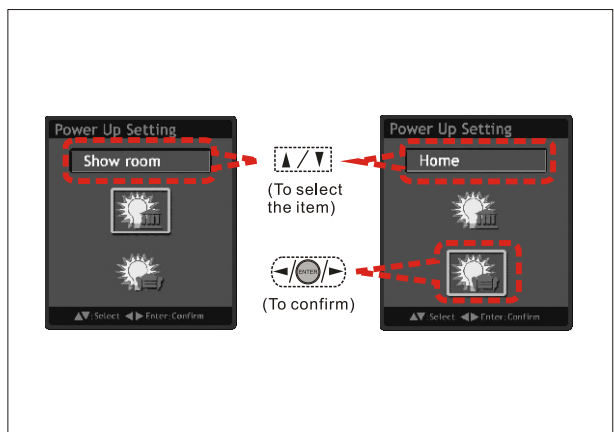 Power Up Setting
Show room
▲▼:Select ◀▶Enter:Confirm
▲/▼
(To select
the item)
◄/ENTER/►
(To confirm)
Power Up Setting
Home
▲▼:Select ◀▶Enter:Confirm